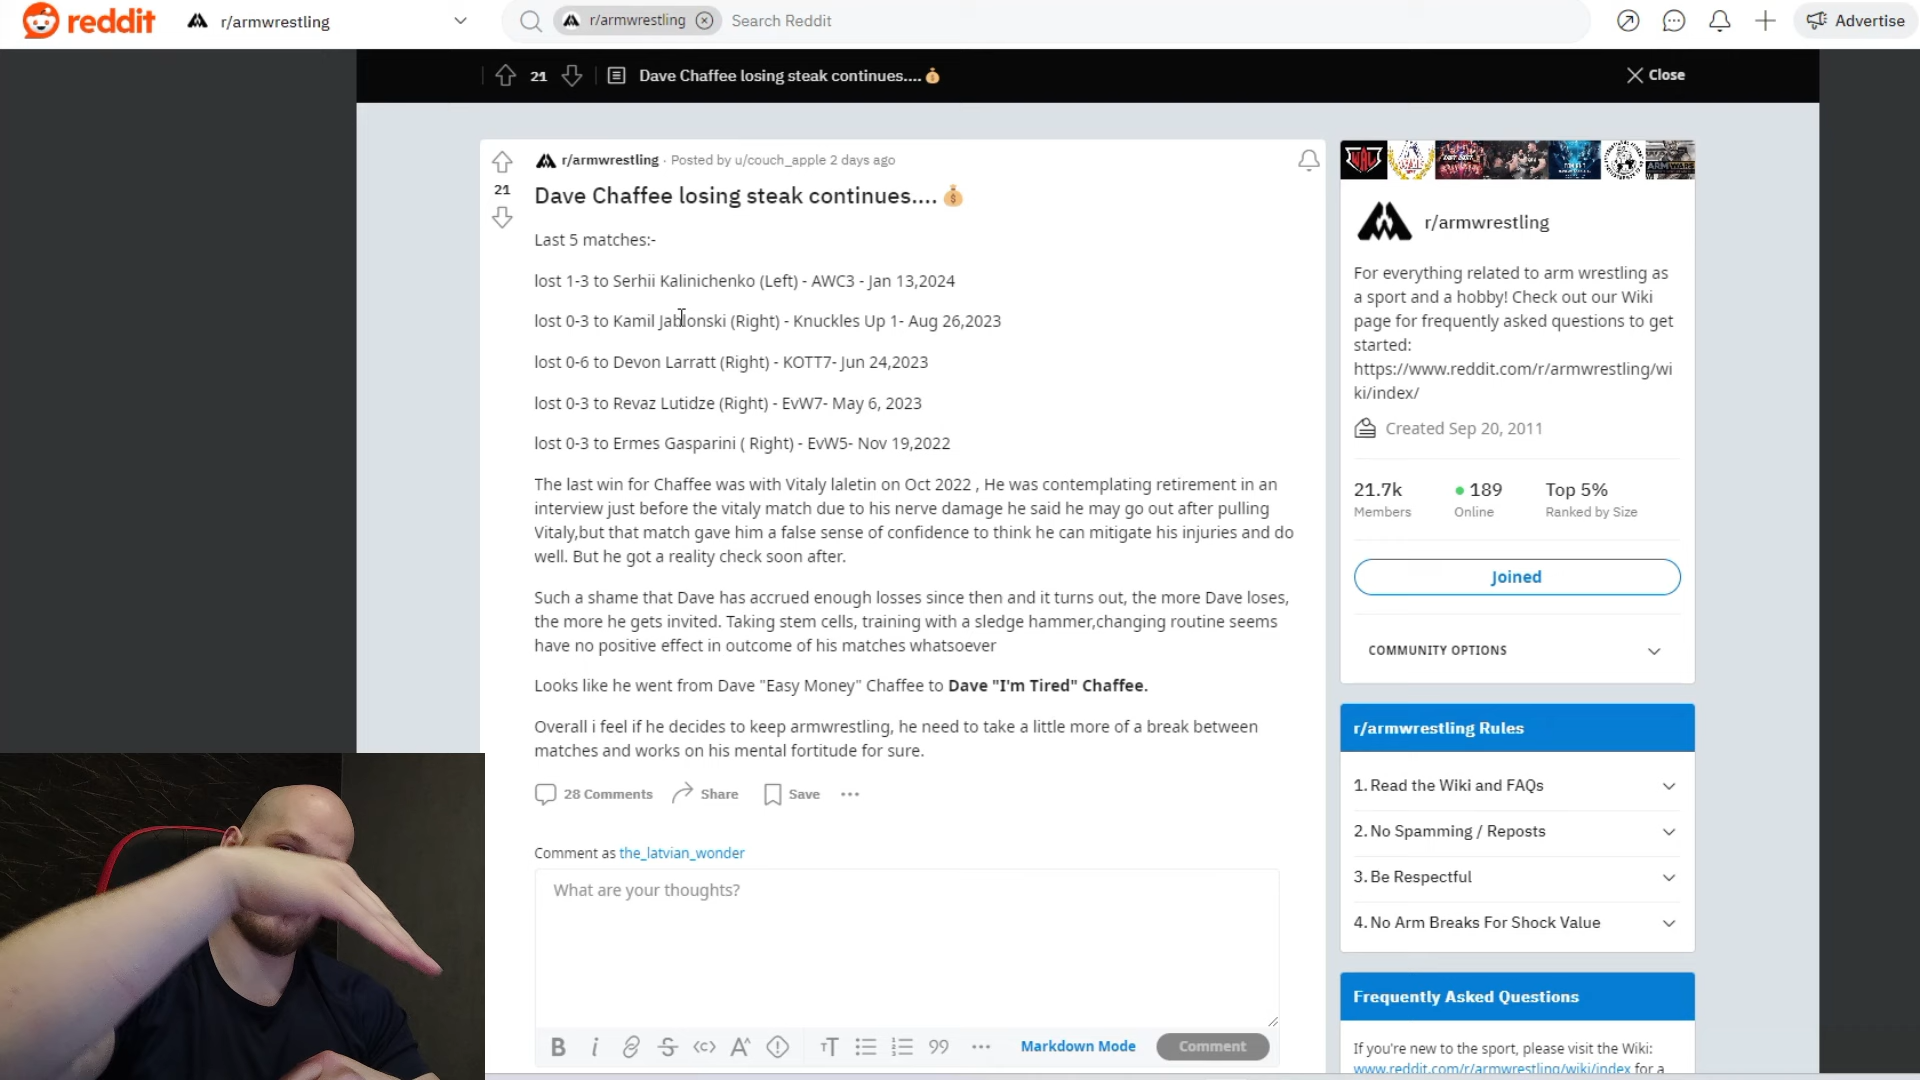 reddit
r/armwrestling
r/armwrestling
Search Reddit
Advertise
21
Dave Chaffee losing steak continues....
Close
r/armwrestling · Posted by u/couch_apple 2 days ago
21
Dave Chaffee losing steak continues....
Last 5 matches:-
lost 1-3 to Serhii Kalinichenko (Left) - AWC3 - Jan 13,2024
lost 0-3 to Kamil Jablonski (Right) - Knuckles Up 1- Aug 26,2023
lost 0-6 to Devon Larratt (Right) - KOTT7- Jun 24,2023
lost 0-3 to Revaz Lutidze (Right) - EvW7- May 6, 2023
lost 0-3 to Ermes Gasparini ( Right) - EvW5- Nov 19,2022
The last win for Chaffee was with Vitaly laletin on Oct 2022 , He was contemplating retirement in an
interview just before the vitaly match due to his nerve damage he said he may go out after pulling
Vitaly,but that match gave him a false sense of confidence to think he can mitigate his injuries and do
well. But he got a reality check soon after.
Such a shame that Dave has accrued enough losses since then and it turns out, the more Dave loses,
the more he gets invited. Taking stem cells, training with a sledge hammer,changing routine seems
have no positive effect in outcome of his matches whatsoever
Looks like he went from Dave "Easy Money" Chaffee to Dave "I'm Tired" Chaffee.
Overall i feel if he decides to keep armwrestling, he need to take a little more of a break between
matches and works on his mental fortitude for sure.
28 Comments
Share
Save
Comment as the_latvian_wonder
What are your thoughts?
Markdown Mode
Comment
WAL
r/armwrestling
For everything related to arm wrestling as
a sport and a hobby! Check out our Wiki
page for frequently asked questions to get
started:
https://www.reddit.com/r/armwrestling/wi
ki/index/
Created Sep 20, 2011
21.7k
Members
189
Online
Top 5%
Ranked by Size
Joined
COMMUNITY OPTIONS
r/armwrestling Rules
1. Read the Wiki and FAQs
2. No Spamming / Reposts
3. Be Respectful
4. No Arm Breaks For Shock Value
Frequently Asked Questions
If you're new to the sport, please visit the Wiki:
www.reddit.com/r/armwrestling/wiki/index for a